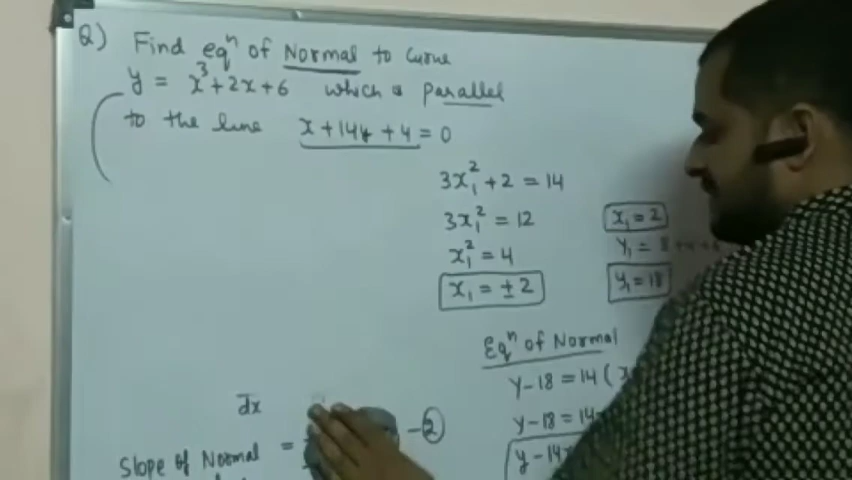 Q) Find eqⁿ of Normal to Curve
y = x³+2x+6 which is parallel
to the line x+14y+4=0
3x₁²+2=14
3x₁²=12
x₁²=4
x₁=±2
x₁=2
y₁= 8
y₁=18
Eqⁿ of Normal
y-18=14(
y-18=14
y-14
dx
-②
Slope of Normal =